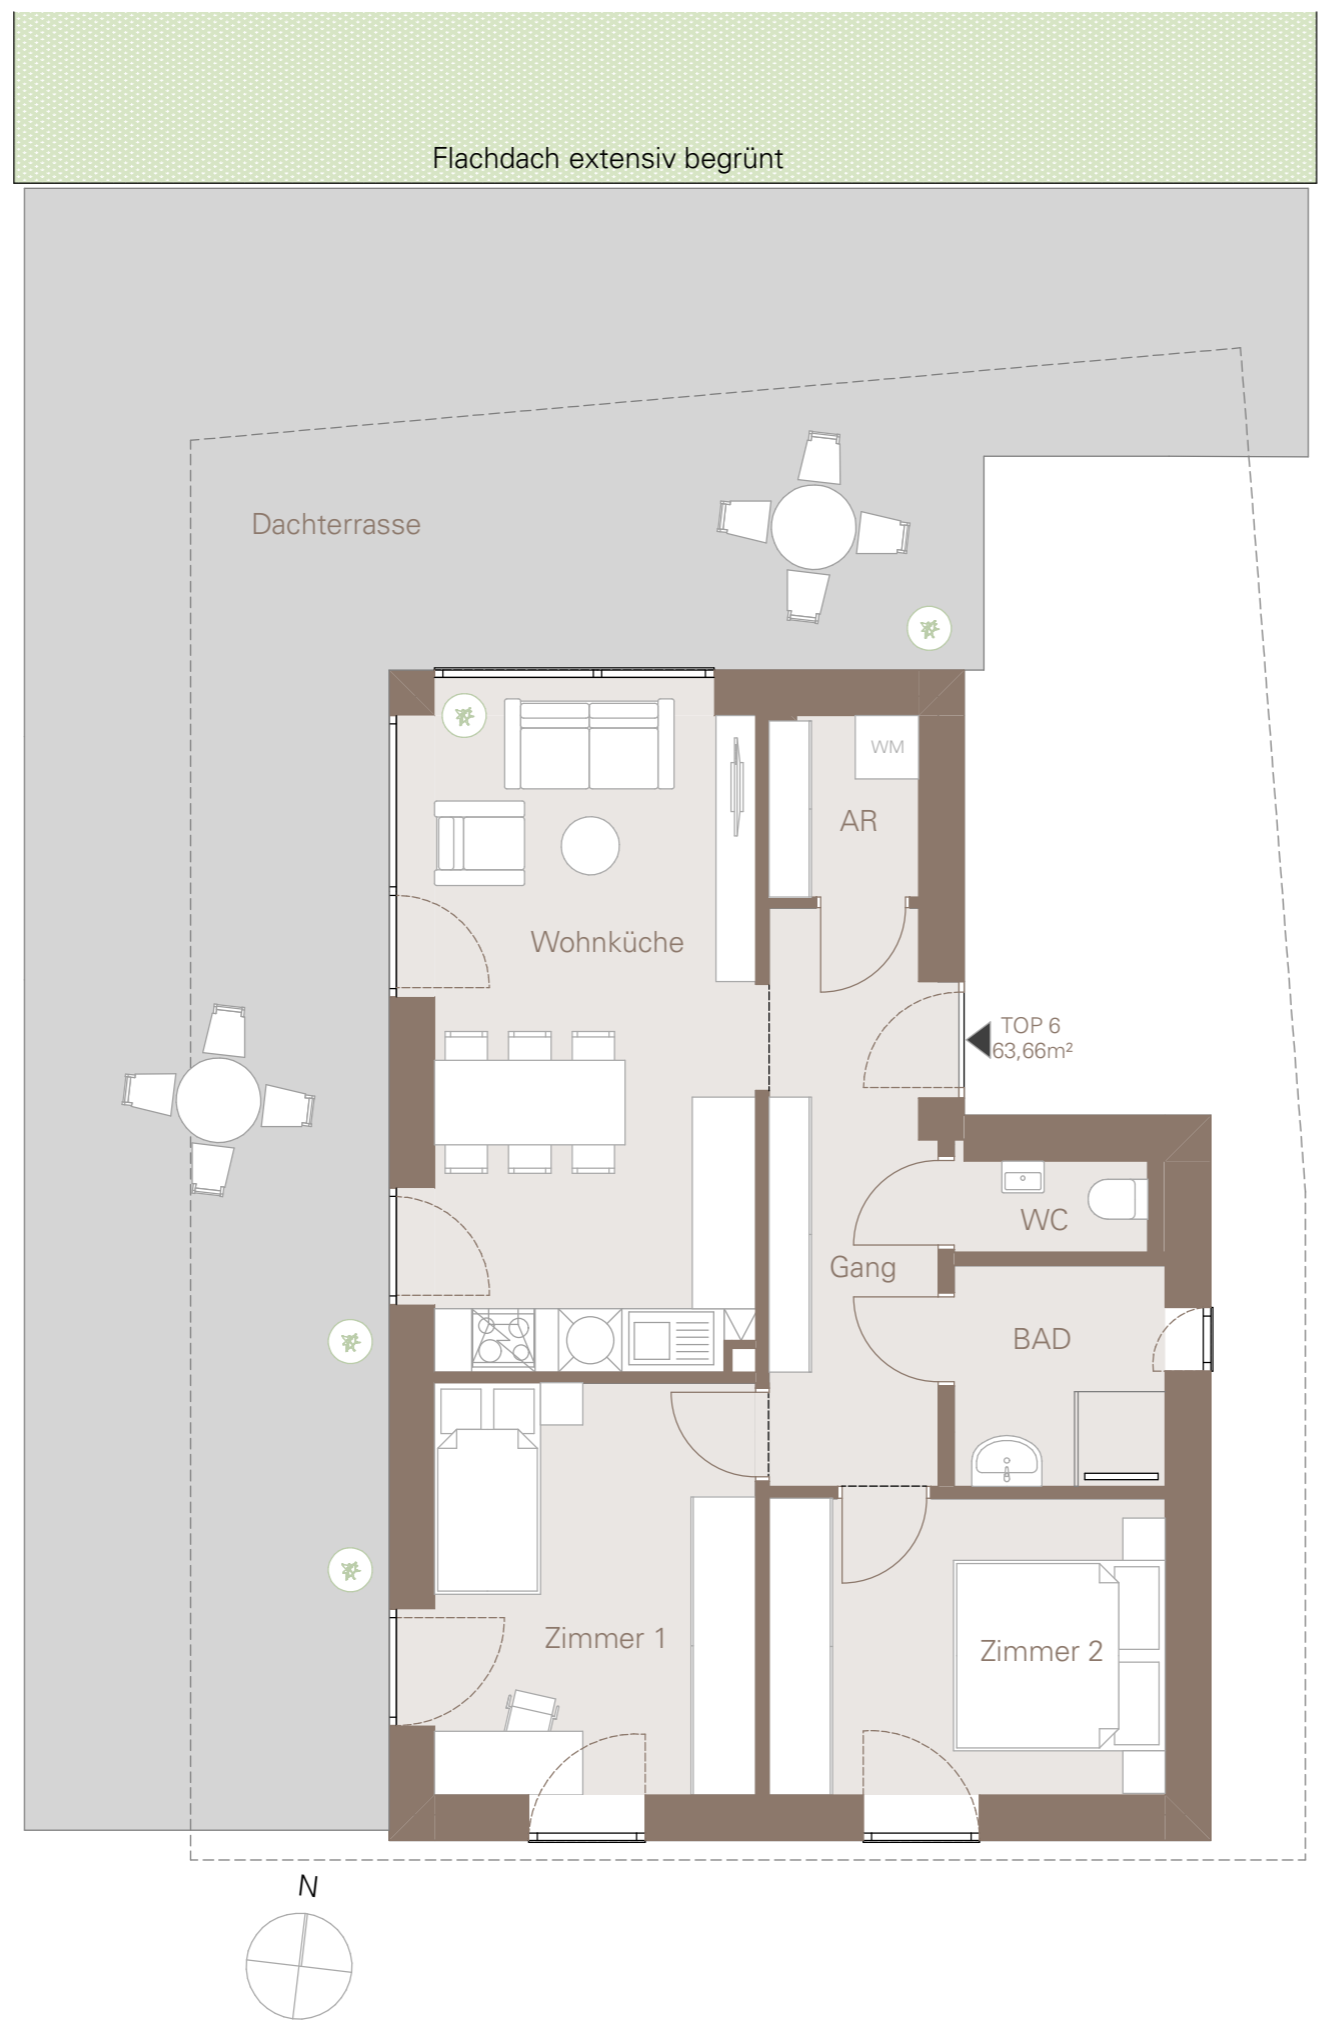 Flachdach extensiv begrünt
Dachterrasse
WM
AR
Wohnküche
TOP 6
63,66m²
WC
Gang
BAD
Zimmer 1
Zimmer 2
N